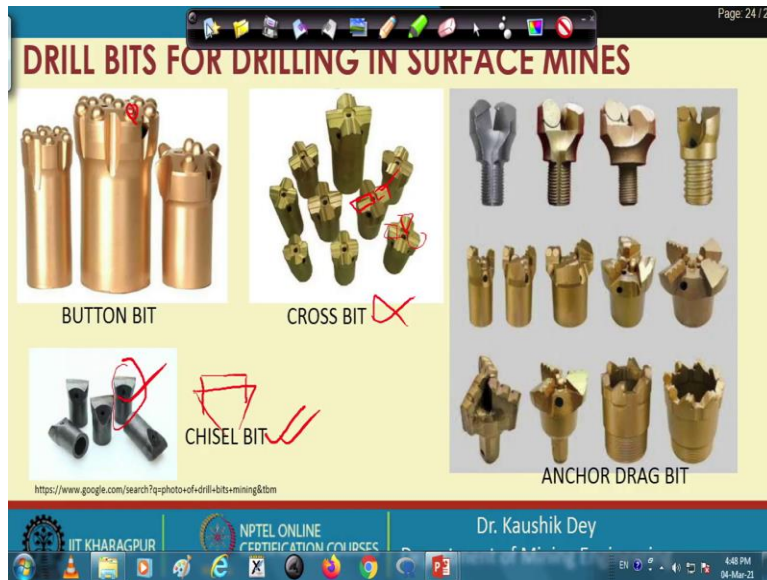 Page: 24 / 2
DRILL BITS FOR DRILLING IN SURFACE MINES
BUTTON BIT
CROSS BIT
CHISEL BIT
ANCHOR DRAG BIT
https://www.google.com/search?q=photo+of+drill+bits+mining&tbm
IIT KHARAGPUR
NPTEL ONLINE
CERTIFICATION COURSES
Dr. Kaushik Dey
EN
4:48 PM
04-Mar-21